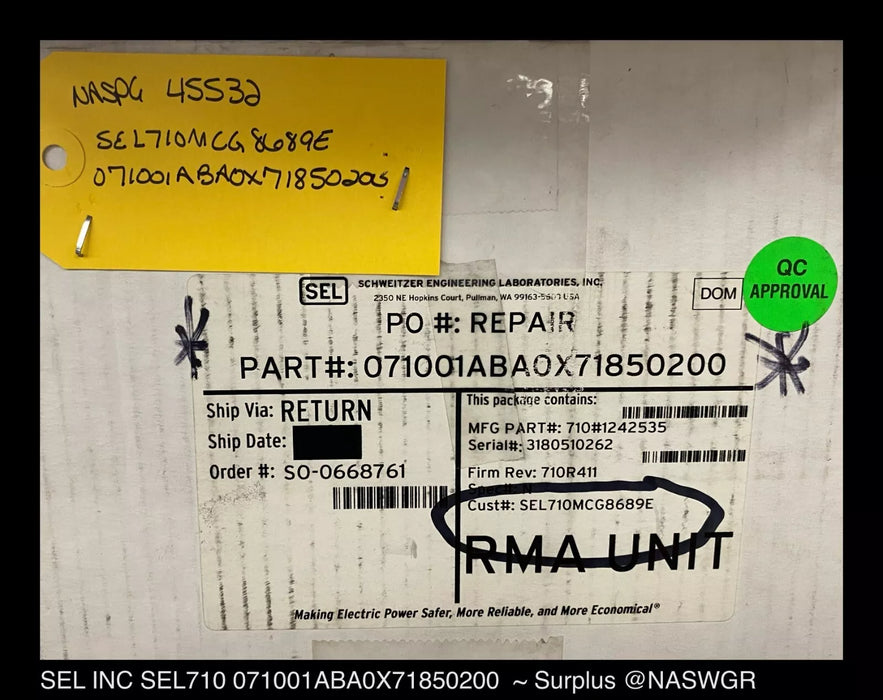 NASPG 45532
SEL710MCG8689E
071001ABA0X71850200
SEL
SCHWEITZER ENGINEERING LABORATORIES, INC.
2350 NE Hopkins Court, Pullman, WA 99163-5603 USA
DOM
QC
APPROVAL
PO #: REPAIR
PART#: 071001ABA0X71850200
Ship Via: RETURN
Ship Date:
Order #: SO-0668761
This package contains:
MFG PART#: 710#1242535
Serial#: 3180510262
Firm Rev: 710R411
Spec#: N
Cust#: SEL710MCG8689E
RMA UNIT
Making Electric Power Safer, More Reliable, and More Economical®
SEL INC SEL710 071001ABA0X71850200 ~ Surplus @NASWGR